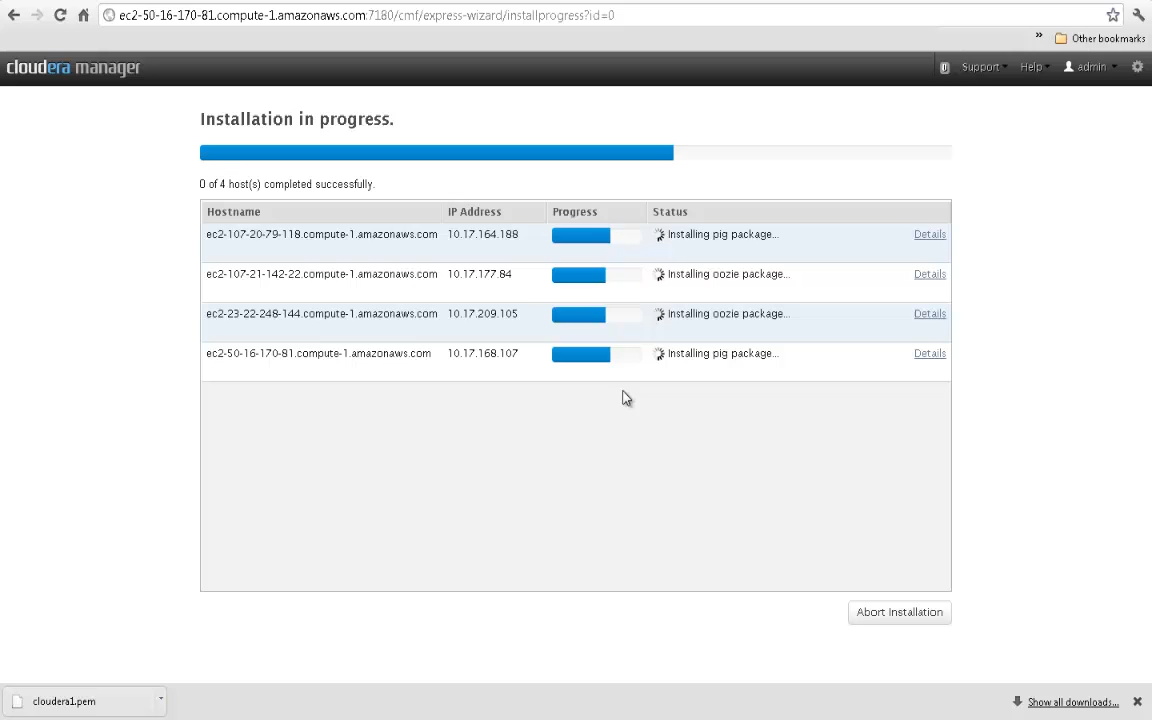 ec2-50-16-170-81.compute-1.amazonaws.com:7180/cmf/express-wizard/installprogress?id=0
» Other bookmarks
cloudera manager Support Help admin
Installation in progress.
0 of 4 host(s) completed successfully.
Hostname IP Address Progress Status
ec2-107-20-79-118.compute-1.amazonaws.com 10.17.164.188 Installing pig package... Details
ec2-107-21-142-22.compute-1.amazonaws.com 10.17.177.84 Installing oozie package... Details
ec2-23-22-248-144.compute-1.amazonaws.com 10.17.209.105 Installing oozie package... Details
ec2-50-16-170-81.compute-1.amazonaws.com 10.17.168.107 Installing pig package... Details
Abort Installation
cloudera1.pem Show all downloads...